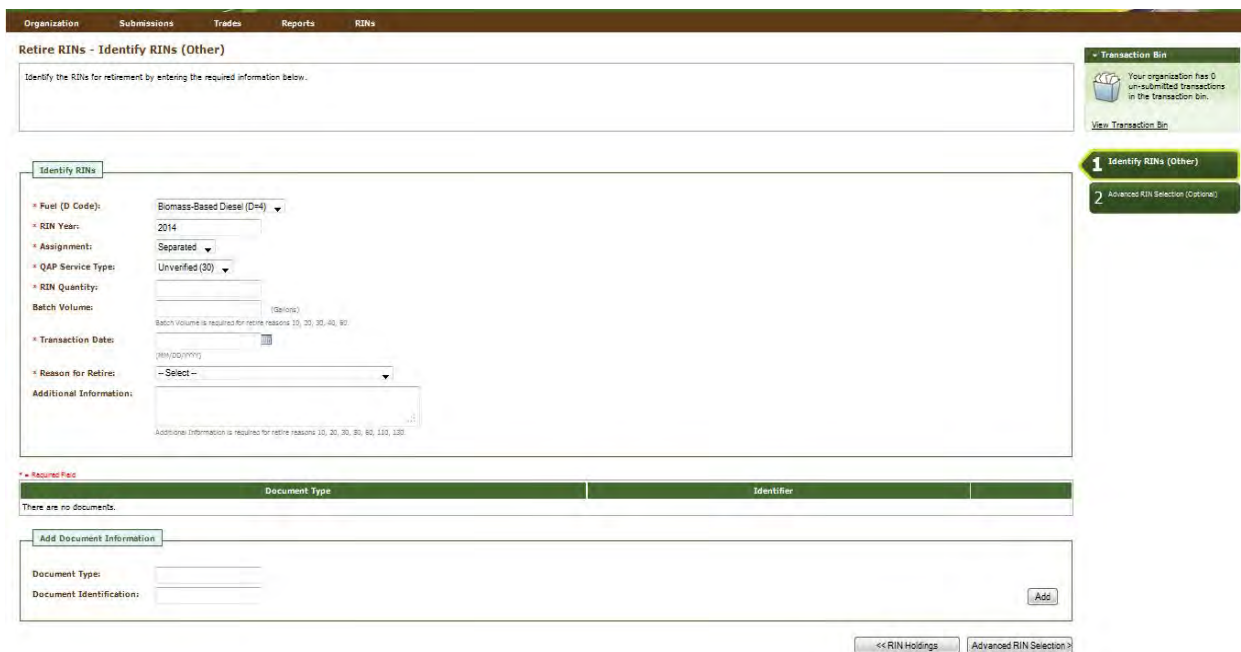 Organization Submissions Trades Reports RINs
Retire RINs - Identify RINs (Other)
Identify the RINs for retirement by entering the required information below.
- Transaction Bin
Your organization has 0
un-submitted transactions
in the transaction bin.
View Transaction Bin
1 Identify RINs (Other)
2 Advanced RIN Selection (Optional)
Identify RINs
* Fuel (D Code): Biomass-Based Diesel (D=4)
* RIN Year: 2014
* Assignment: Separated
* QAP Service Type: Unverified (30)
* RIN Quantity:
Batch Volume: (Gallons)
Batch Volume is required for retire reasons 10, 20, 30, 40,
* Transaction Date:
(MM/DD/YYYY)
* Reason for Retire: -- Select --
Additional Information:
Additional Information is required for retire reasons 10, 20, 30,
* = Required Field
Document Type Identifier
There are no documents.
Add Document Information
Document Type:
Document Identification:
Add
<< RIN Holdings Advanced RIN Selection >